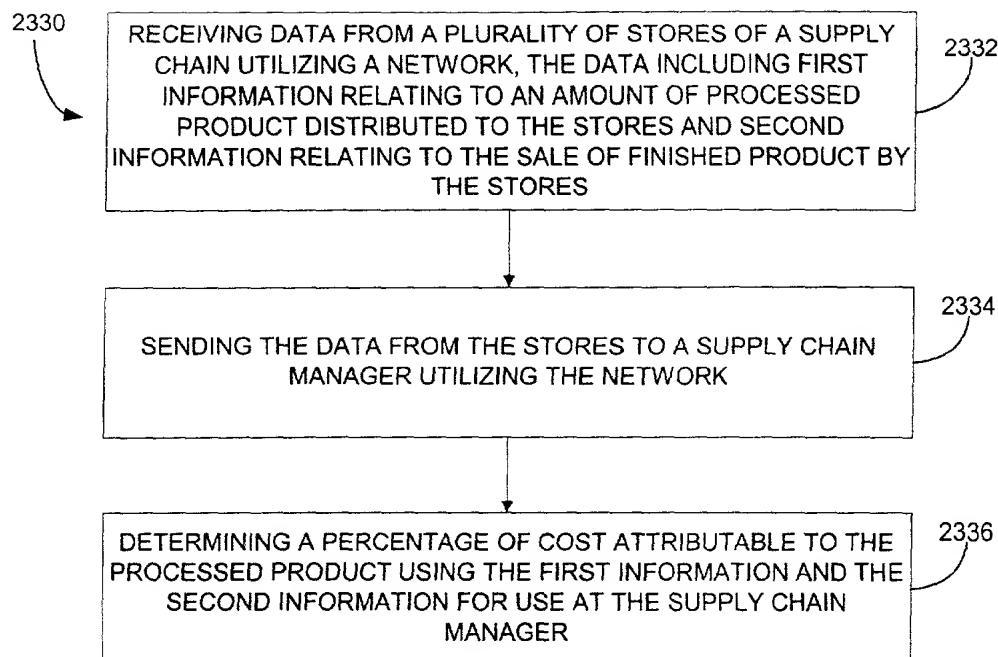 2330
RECEIVING DATA FROM A PLURALITY OF STORES OF A SUPPLY
CHAIN UTILIZING A NETWORK, THE DATA INCLUDING FIRST
INFORMATION RELATING TO AN AMOUNT OF PROCESSED
PRODUCT DISTRIBUTED TO THE STORES AND SECOND
INFORMATION RELATING TO THE SALE OF FINISHED PRODUCT BY
THE STORES
2332
SENDING THE DATA FROM THE STORES TO A SUPPLY CHAIN
MANAGER UTILIZING THE NETWORK
2334
DETERMINING A PERCENTAGE OF COST ATTRIBUTABLE TO THE
PROCESSED PRODUCT USING THE FIRST INFORMATION AND THE
SECOND INFORMATION FOR USE AT THE SUPPLY CHAIN
MANAGER
2336